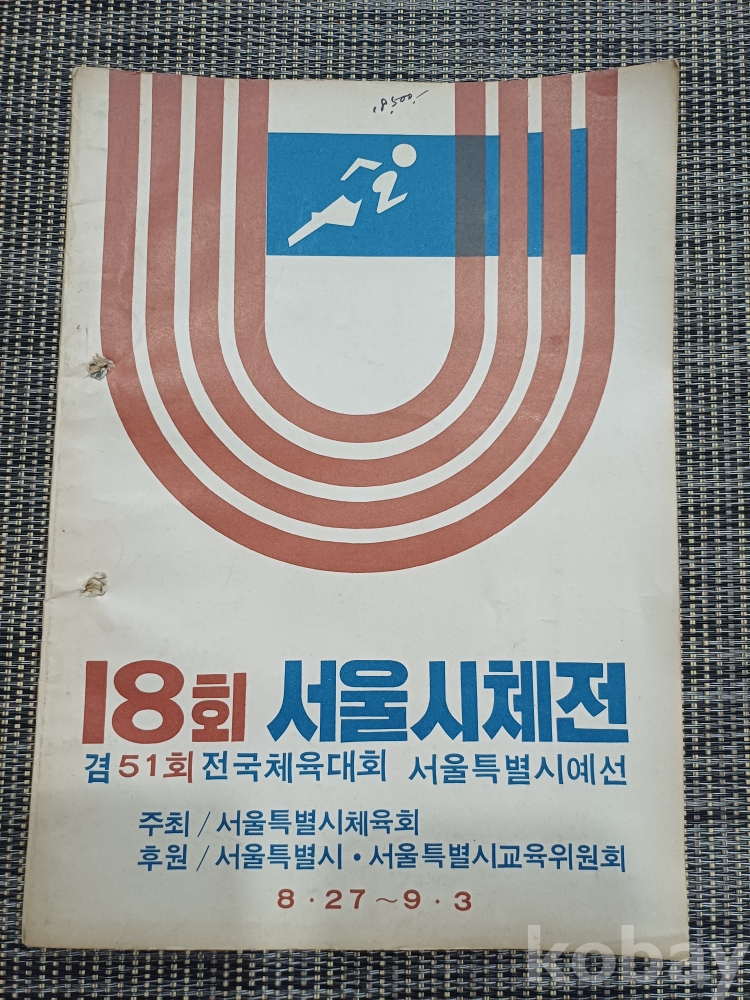 18,500.-
18회 서울시체전
겸 51회 전국체육대회 서울특별시예선
주최 / 서울특별시체육회
후원 / 서울특별시 · 서울특별시교육위원회
8 · 27 ~ 9 · 3
kobay